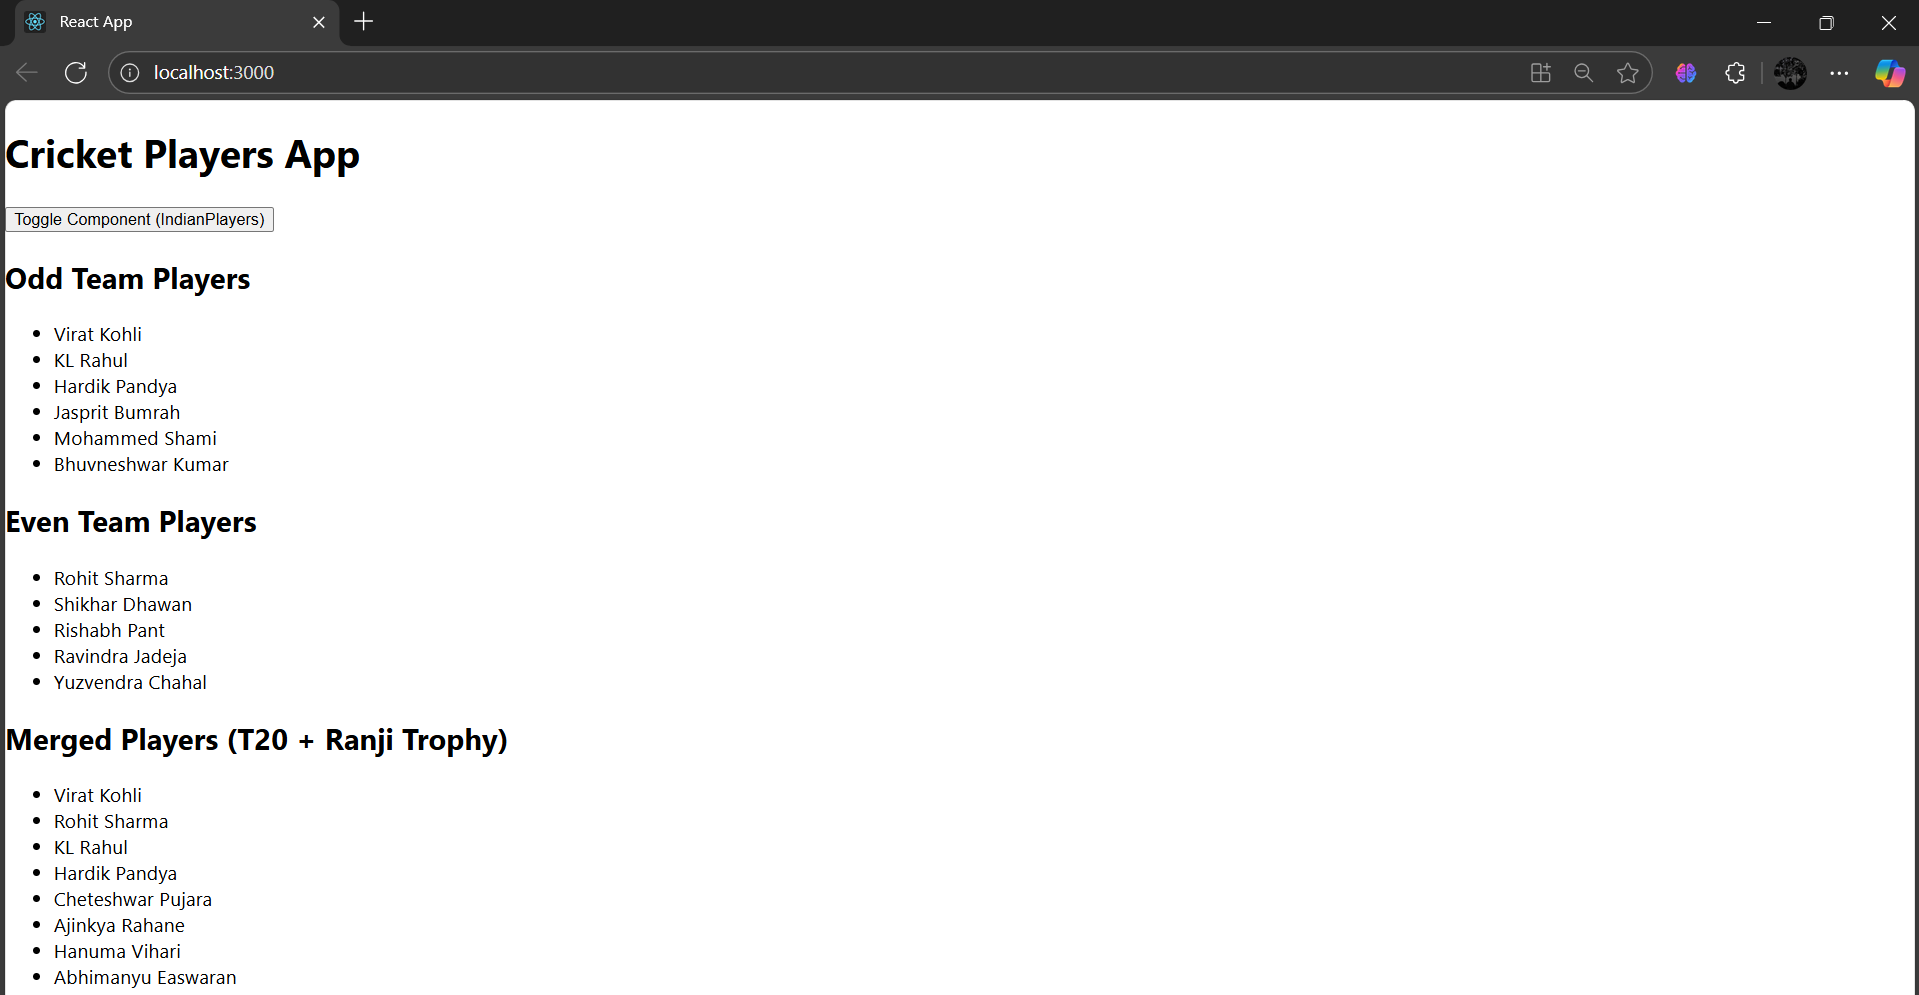 React App
localhost:3000
Cricket Players App
Toggle Component (IndianPlayers)
Odd Team Players
Virat Kohli
KL Rahul
Hardik Pandya
Jasprit Bumrah
Mohammed Shami
Bhuvneshwar Kumar
Even Team Players
Rohit Sharma
Shikhar Dhawan
Rishabh Pant
Ravindra Jadeja
Yuzvendra Chahal
Merged Players (T20 + Ranji Trophy)
Virat Kohli
Rohit Sharma
KL Rahul
Hardik Pandya
Cheteshwar Pujara
Ajinkya Rahane
Hanuma Vihari
Abhimanyu Easwaran